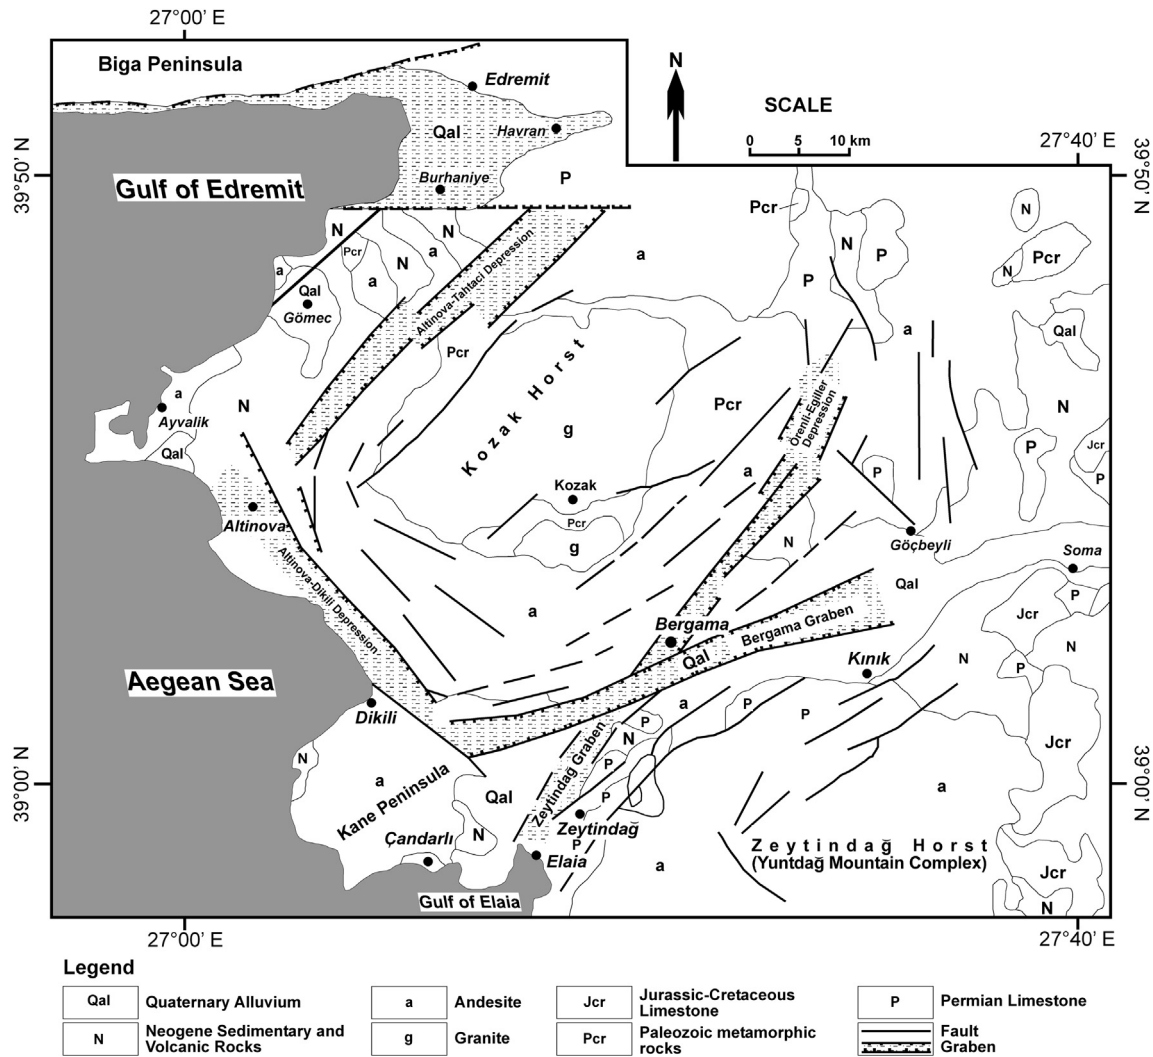 27°00’ E
Biga Peninsula
Edremit
N
SCALE
0 5 10 km
27°40’ E
39°50’ N
39°50’ N
Qal
Havran
Burhaniye
P
Gulf of Edremit
Pcr
N
N
N
P
Pcr
a
N
Pcr
N
a
a
P
N
a
a
Qal
Gömec
Altinova-Tahtaci Depression
Pcr
a
Qal
Kozak Horst
Örenli-Egiller
Depression
a
Ayvalik
N
Pcr
N
g
Qal
Jcr
P
P
P
a
Kozak
Altinova
Pcr
g
N
Göçbeyli
Soma
Altinova-Dikili Depression
Qal
P
Jcr
a
Bergama
Bergama Graben
Qal
N
Kınık
N
P
Aegean Sea
Dikili
a
P
P
P
N
Jcr
N
P
Zeytindağ Graben
a
Kane Peninsula
Qal
P
a
39°00’ N
39°00’ N
Çandarlı
N
Zeytindağ
P
Elaia
a
Zeytindağ Horst
(Yuntdağ Mountain Complex)
Jcr
Gulf of Elaia
N
27°00’ E
27°40’ E
Legend
Qal Quaternary Alluvium
a Andesite
Jcr Jurassic-Cretaceous
Limestone
P Permian Limestone
N Neogene Sedimentary and
Volcanic Rocks
g Granite
Pcr Paleozoic metamorphic
rocks
Fault
Graben